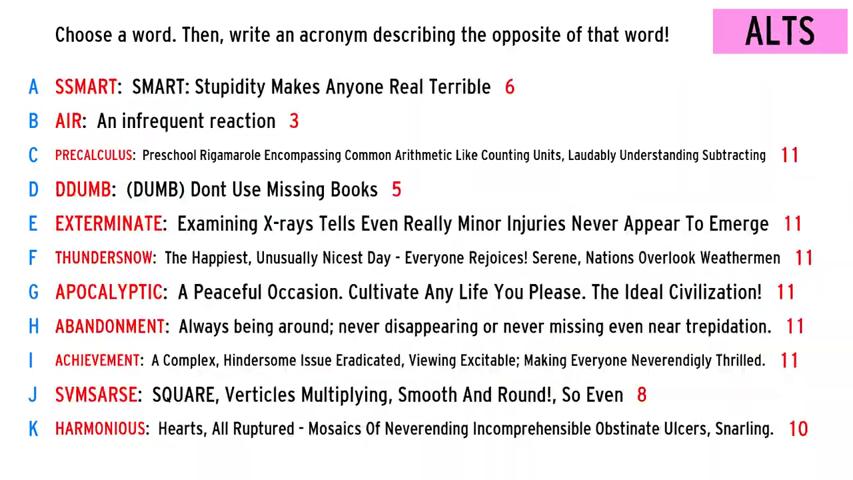 Choose a word. Then, write an acronym describing the opposite of that word!
ALTS
A SSMART: SMART: Stupidity Makes Anyone Real Terrible 6
B AIR: An infrequent reaction 3
C PRECALCULUS: Preschool Rigamarole Encompassing Common Arithmetic Like Counting Units, Laudably Understanding Subtracting 11
D DDUMB: (DUMB) Dont Use Missing Books 5
E EXTERMINATE: Examining X-rays Tells Even Really Minor Injuries Never Appear To Emerge 11
F THUNDERSNOW: The Happiest, Unusually Nicest Day - Everyone Rejoices! Serene, Nations Overlook Weathermen 11
G APOCALYPTIC: A Peaceful Occasion. Cultivate Any Life You Please. The Ideal Civilization! 11
H ABANDONMENT: Always being around; never disappearing or never missing even near trepidation. 11
I ACHIEVEMENT: A Complex, Hindersome Issue Eradicated, Viewing Excitable; Making Everyone Neverendigly Thrilled. 11
J SVMSARSE: SQUARE, Verticles Multiplying, Smooth And Round!, So Even 8
K HARMONIOUS: Hearts, All Ruptured - Mosaics Of Neverending Incomprehensible Obstinate Ulcers, Snarling. 10